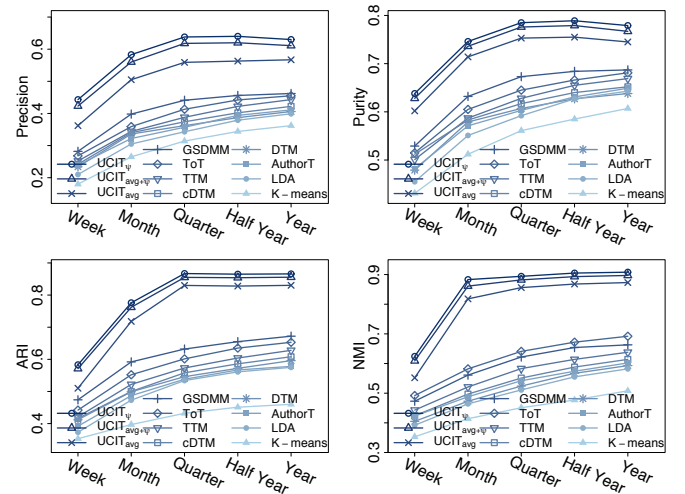 Precision
0.2 0.4 0.6
UCITψ GSDMM DTM
UCITavg+ψ ToT AuthorT
UCITavg TTM LDA
cDTM K−means
Week Month Quarter Half Year Year
Purity
0.5 0.6 0.7 0.8
UCITψ GSDMM DTM
UCITavg+ψ ToT AuthorT
UCITavg TTM LDA
cDTM K−means
Week Month Quarter Half Year Year
ARI
0.4 0.6 0.8
UCITψ GSDMM DTM
UCITavg+ψ ToT AuthorT
UCITavg TTM LDA
cDTM K−means
Week Month Quarter Half Year Year
NMI
0.3 0.5 0.7 0.9
UCITψ GSDMM DTM
UCITavg+ψ ToT AuthorT
UCITavg TTM LDA
cDTM K−means
Week Month Quarter Half Year Year